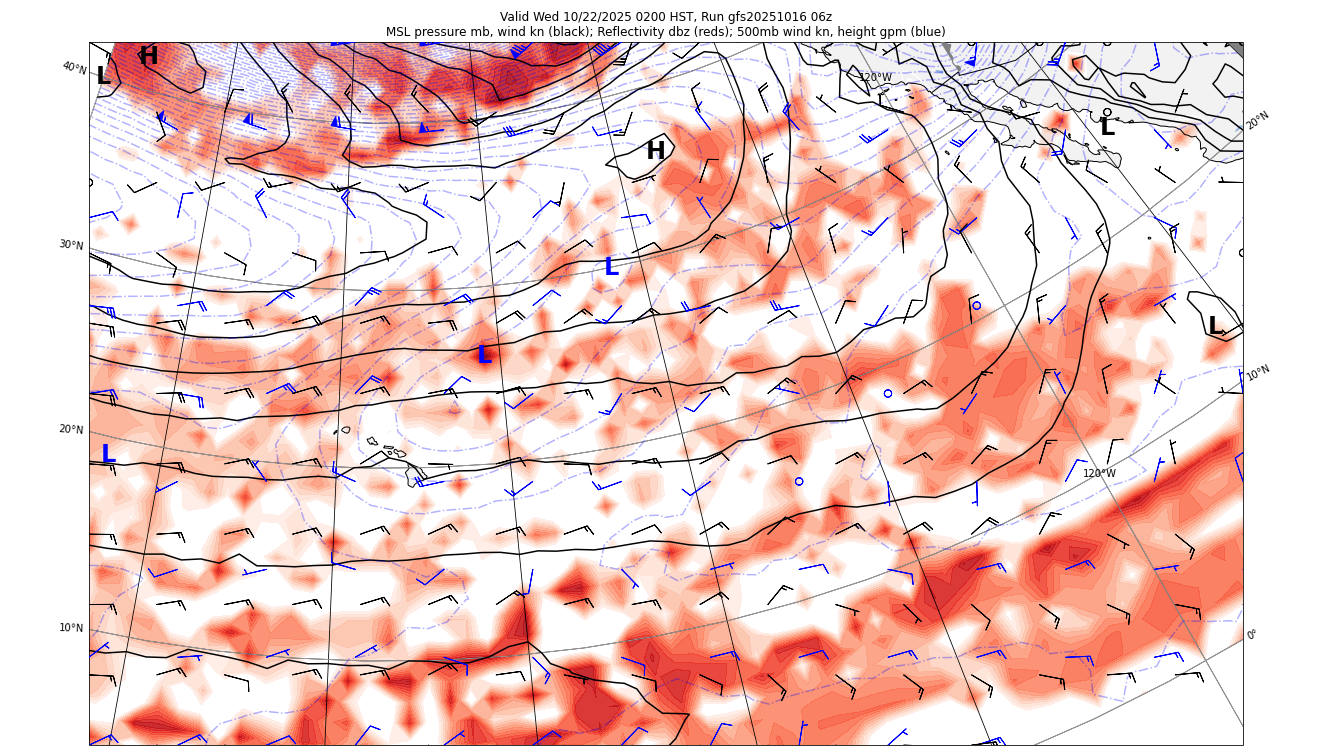 Valid Wed 10/22/2025 0200 HST, Run gfs20251016 06z
MSL pressure mb, wind kn (black); Reflectivity dbz (reds); 500mb wind kn, height gpm (blue)
H
L
40°N
120°W
20°N
L
H
30°N
L
L
L
10°N
20°N
L
120°W
10°N
0°